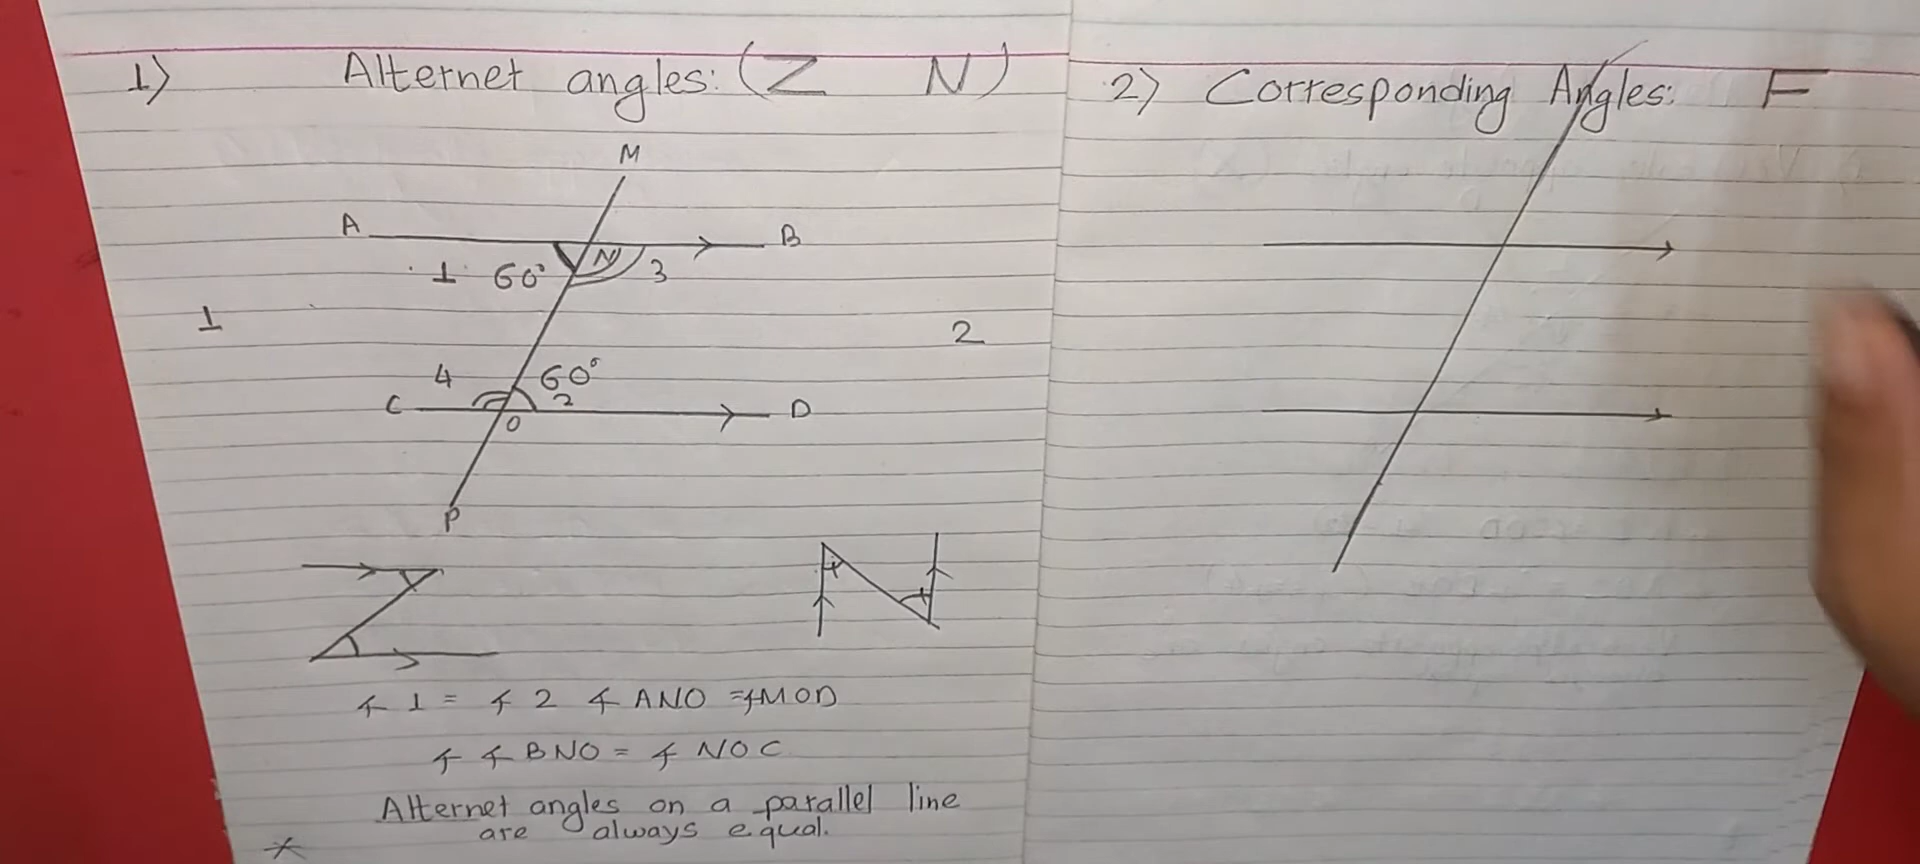 1) Alternet angles: (Z N)
M
A B
1 60° N 3
1 2
4 60°
2
C D
O
P
∡ 1 = ∡ 2 ∡ ANO = ∡MOD
∡ ∡ BNO = ∡ NOC
Alternet angles on a parallel line
are always equal.
*
2) Corresponding Angles: F